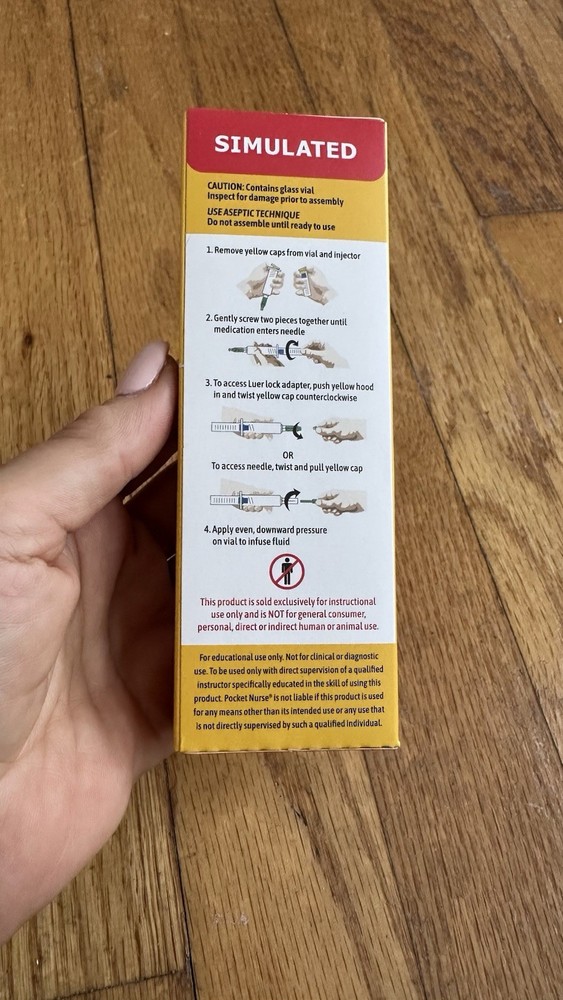 SIMULATED
CAUTION: Contains glass vial
Inspect for damage prior to assembly
USE ASEPTIC TECHNIQUE
Do not assemble until ready to use
1. Remove yellow caps from vial and injector
2. Gently screw two pieces together until
medication enters needle
3. To access Luer lock adapter, push yellow hood
in and twist yellow cap counterclockwise
OR
To access needle, twist and pull yellow cap
4. Apply even, downward pressure
on vial to infuse fluid
This product is sold exclusively for instructional
use only and is NOT for general consumer,
personal, direct or indirect human or animal use.
For educational use only. Not for clinical or diagnostic
use. To be used only with direct supervision of a qualified
instructor specifically educated in the skill of using this
product. Pocket Nurse® is not liable if this product is used
for any means other than its intended use or any use that
is not directly supervised by such a qualified individual.